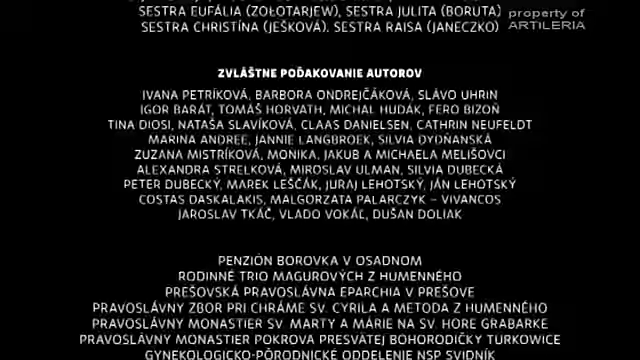 SESTRA EUFÁLIA (ZOŁOTARJEW), SESTRA JULITA (BORUTA)
SESTRA CHRISTÍNA (JEŠKOVÁ), SESTRA RAISA (JANECZKO)
property of
ARTILERIA
ZVLÁŠTNE POĎAKOVANIE AUTOROV
IVANA PETRÍKOVÁ, BARBORA ONDREJČÁKOVÁ, SLÁVO UHRIN
IGOR BARÁT, TOMÁŠ HORVATH, MICHAL HUDÁK, FERO BIZOŇ
TINA DIOSI, NATAŠA SLAVÍKOVÁ, CLAAS DANIELSEN, CATHRIN NEUFELDT
MARINA ANDREE, JANNIE LANGBROEK, SILVIA DYDŇANSKÁ
ZUZANA MISTRÍKOVÁ, MONIKA, JAKUB A MICHAELA MELIŠOVCI
ALEXANDRA STRELKOVÁ, MIROSLAV ULMAN, SILVIA DUBECKÁ
PETER DUBECKÝ, MAREK LEŠČÁK, JURAJ LEHOTSKÝ, JÁN LEHOTSKÝ
COSTAS DASKALAKIS, MALGORZATA PALARCZYK – VIVANCOS
JAROSLAV TKÁČ, VLADO VOKÁĽ, DUŠAN DOLIAK
PENZIÓN BOROVKA V OSADNOM
RODINNÉ TRIO MAGUROVÝCH Z HUMENNÉHO
PREŠOVSKÁ PRAVOSLÁVNA EPARCHIA V PREŠOVE
PRAVOSLÁVNY ZBOR PRI CHRÁME SV. CYRILA A METODA Z HUMENNÉHO
PRAVOSLÁVNY MONASTIER SV. MARTY A MÁRIE NA SV. HORE GRABARKE
PRAVOSLÁVNY MONASTIER POKROVA PRESVÄTEJ BOHORODIČKY TURKOWICE
GYNEKOLOGICKO-PÔRODNICKÉ ODDELENIE NSP SVIDNÍK